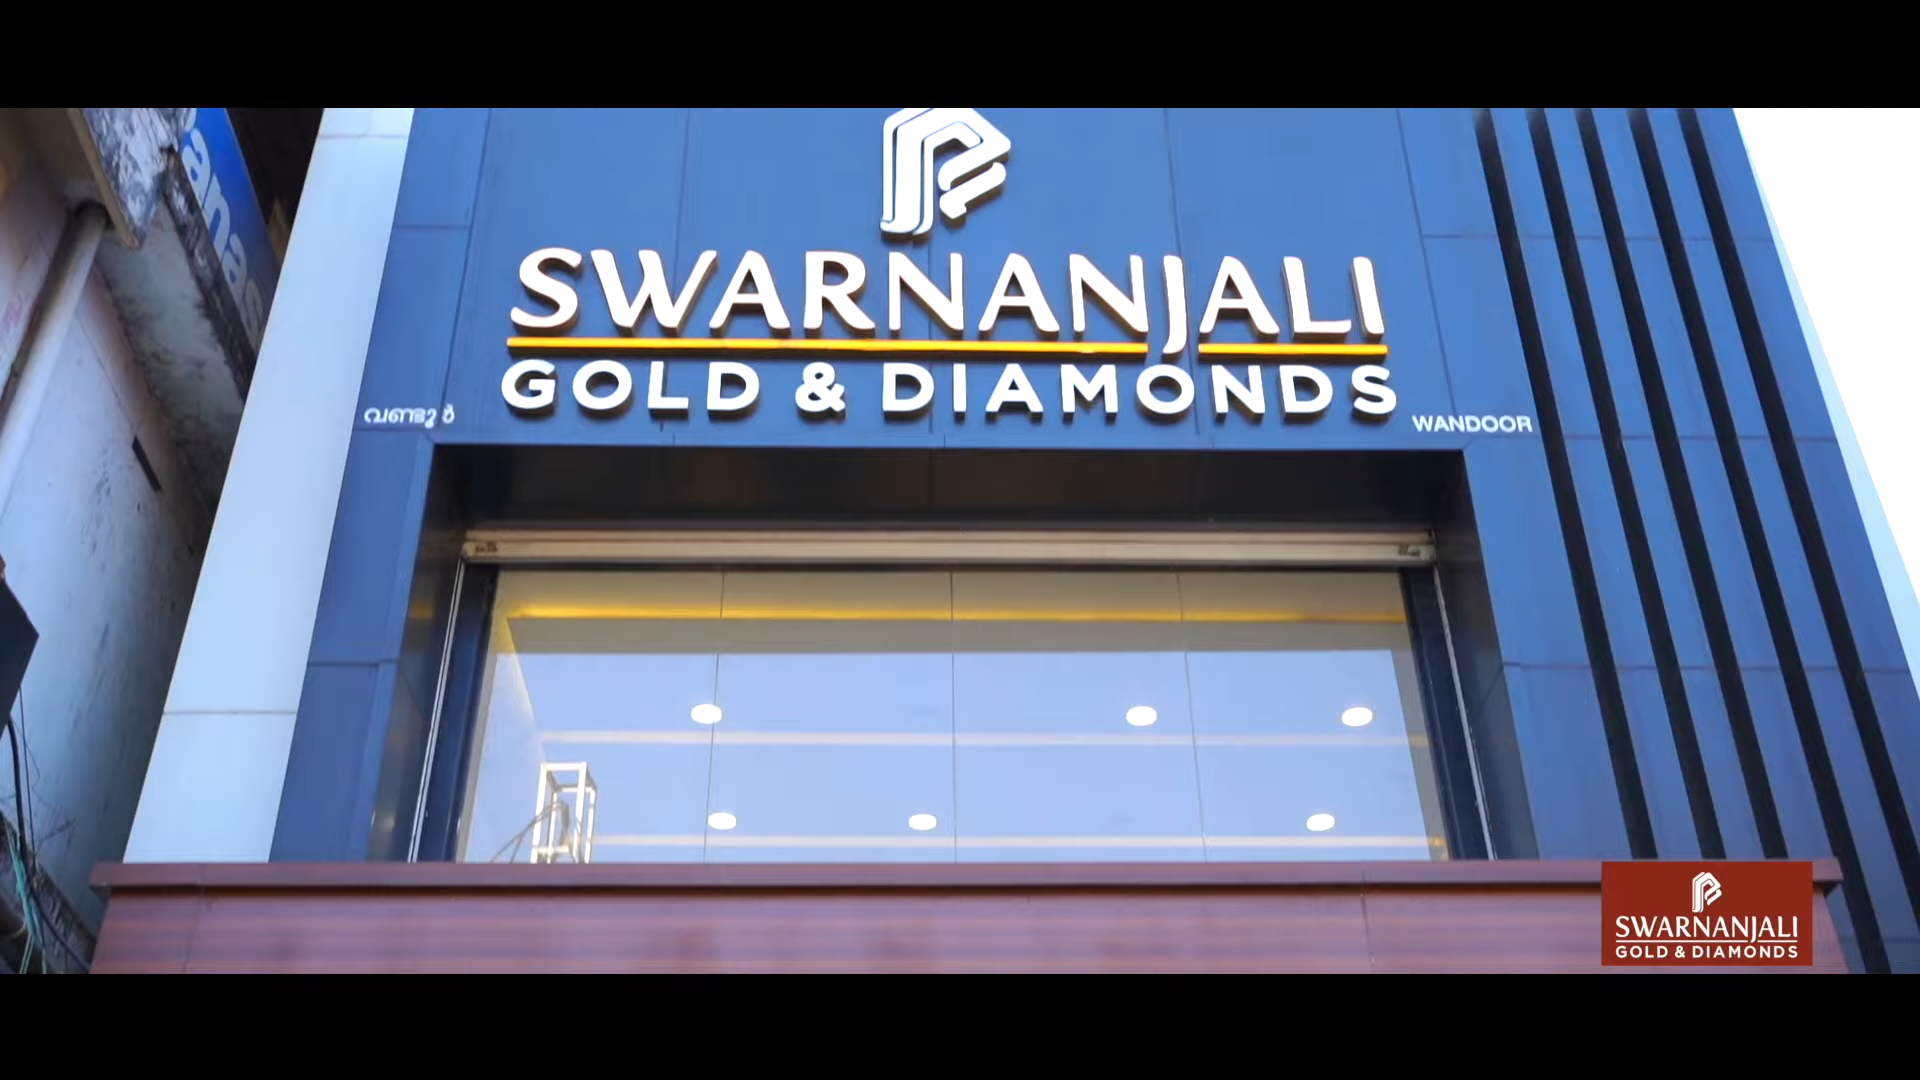 SWARNANJALI
GOLD & DIAMONDS
വണ്ടൂർ
WANDOOR
SWARNANJALI
GOLD & DIAMONDS